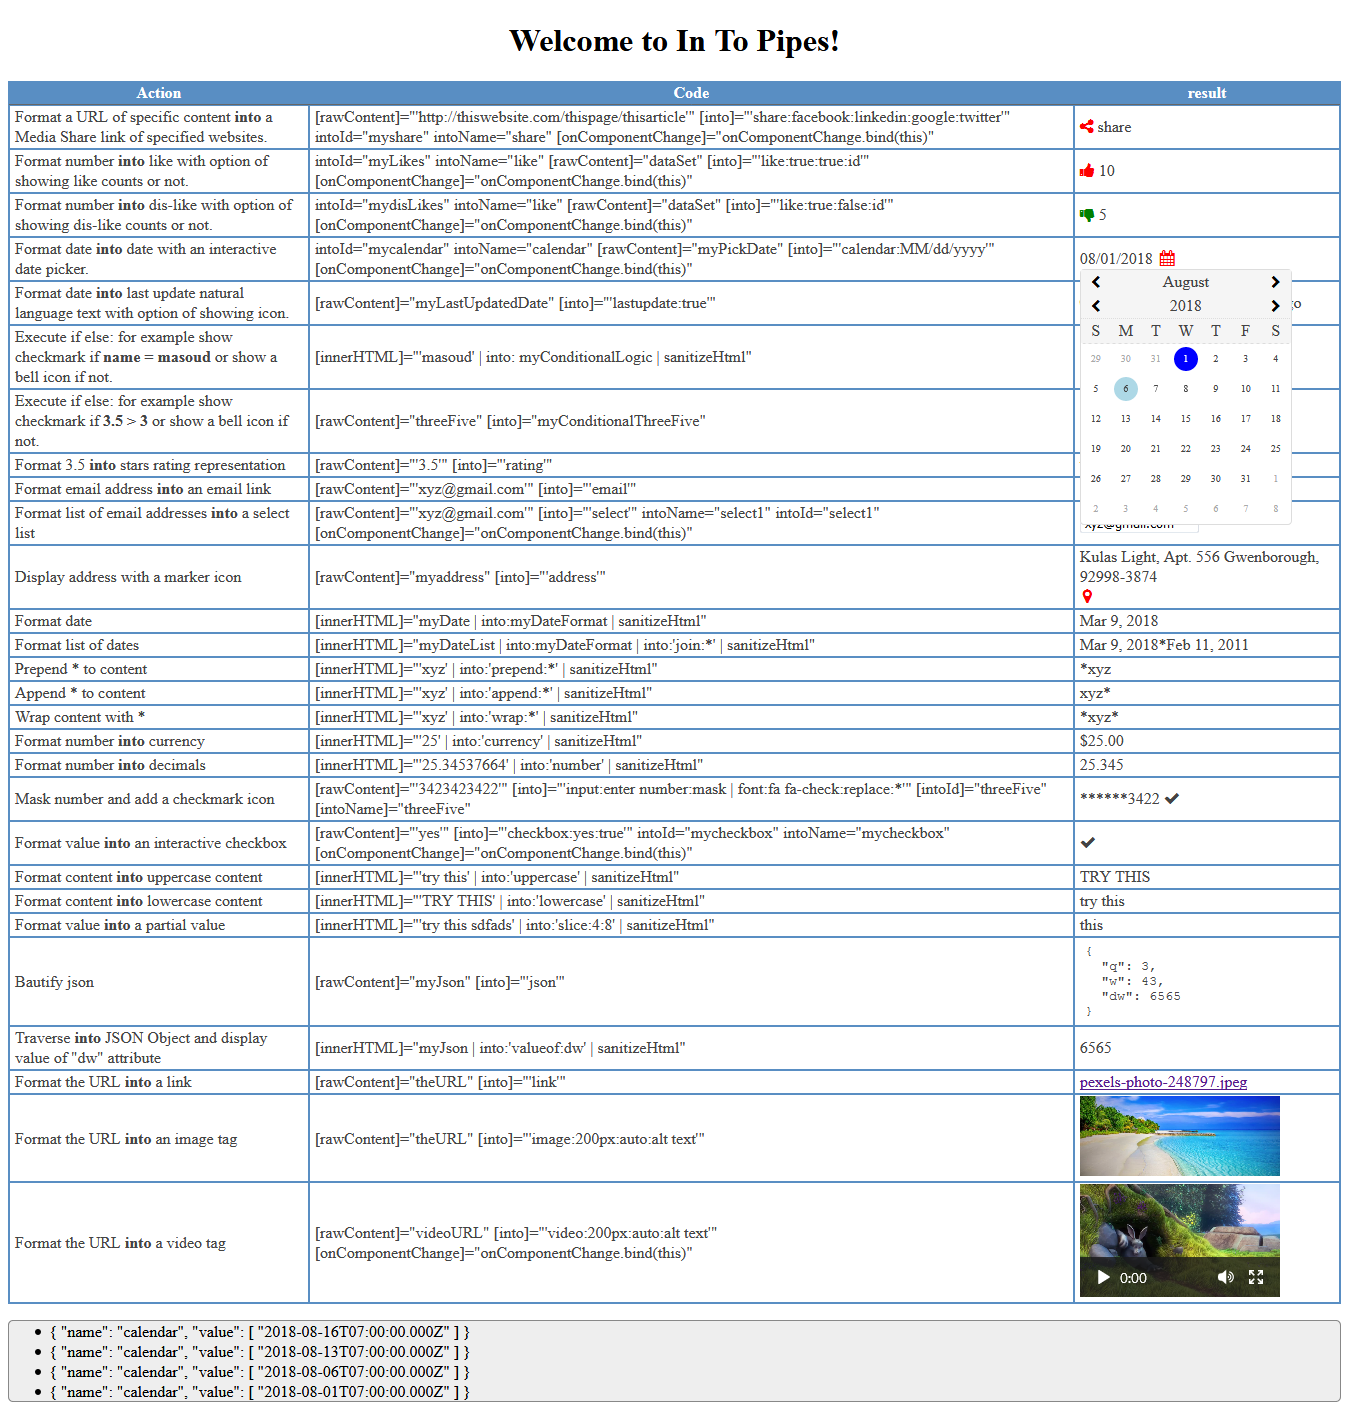 Welcome to In To Pipes!
Action Code result
Format a URL of specific content into a
Media Share link of specified websites.
[rawContent]="'http://thiswebsite.com/thispage/thisarticle'" [into]="'share:facebook:linkedin:google:twitter'"
intoId="myshare" intoName="share" [onComponentChange]="onComponentChange.bind(this)"
share
Format number into like with option of
showing like counts or not.
intoId="myLikes" intoName="like" [rawContent]="dataSet" [into]="'like:true:true:id'"
[onComponentChange]="onComponentChange.bind(this)"
10
Format number into dis-like with option of
showing dis-like counts or not.
intoId="mydisLikes" intoName="like" [rawContent]="dataSet" [into]="'like:true:false:id'"
[onComponentChange]="onComponentChange.bind(this)"
5
Format date into date with an interactive
date picker.
intoId="mycalendar" intoName="calendar" [rawContent]="myPickDate" [into]="'calendar:MM/dd/yyyy'"
[onComponentChange]="onComponentChange.bind(this)"
08/01/2018
August
2018
S M T W T F S
29 30 31 1 2 3 4
5 6 7 8 9 10 11
12 13 14 15 16 17 18
19 20 21 22 23 24 25
26 27 28 29 30 31 1
2 3 4 5 6 7 8
Format date into last update natural
language text with option of showing icon.
[rawContent]="myLastUpdatedDate" [into]="'lastupdate:true'"
Execute if else: for example show
checkmark if name = masoud or show a
bell icon if not.
[innerHTML]="'masoud' | into: myConditionalLogic | sanitizeHtml"
Execute if else: for example show
checkmark if 3.5 > 3 or show a bell icon if
not.
[rawContent]="threeFive" [into]="myConditionalThreeFive"
Format 3.5 into stars rating representation
[rawContent]="'3.5'" [into]="'rating'"
Format email address into an email link
[rawContent]="'xyz@gmail.com'" [into]="'email'"
Format list of email addresses into a select
list
[rawContent]="'xyz@gmail.com'" [into]="'select'" intoName="select1" intoId="select1"
[onComponentChange]="onComponentChange.bind(this)"
xyz@gmail.com
Display address with a marker icon
[rawContent]="myaddress" [into]="'address'"
Kulas Light, Apt. 556 Gwenborough,
92998-3874
Format date
[innerHTML]="myDate | into:myDateFormat | sanitizeHtml"
Mar 9, 2018
Format list of dates
[innerHTML]="myDateList | into:myDateFormat | into:'join:*' | sanitizeHtml"
Mar 9, 2018*Feb 11, 2011
Prepend * to content
[innerHTML]="'xyz' | into:'prepend:*' | sanitizeHtml"
*xyz
Append * to content
[innerHTML]="'xyz' | into:'append:*' | sanitizeHtml"
xyz*
Wrap content with *
[innerHTML]="'xyz' | into:'wrap:*' | sanitizeHtml"
*xyz*
Format number into currency
[innerHTML]="'25' | into:'currency' | sanitizeHtml"
$25.00
Format number into decimals
[innerHTML]="'25.34537664' | into:'number' | sanitizeHtml"
25.345
Mask number and add a checkmark icon
[rawContent]="'3423423422'" [into]="'input:enter number:mask | font:fa fa-check:replace:*'" [intoId]="threeFive"
[intoName]="threeFive"
******3422
Format value into an interactive checkbox
[rawContent]="'yes'" [into]="'checkbox:yes:true'" intoId="mycheckbox" intoName="mycheckbox"
[onComponentChange]="onComponentChange.bind(this)"
Format content into uppercase content
[innerHTML]="'try this' | into:'uppercase' | sanitizeHtml"
TRY THIS
Format content into lowercase content
[innerHTML]="'TRY THIS' | into:'lowercase' | sanitizeHtml"
try this
Format value into a partial value
[innerHTML]="'try this sdfads' | into:'slice:4:8' | sanitizeHtml"
this
Bautify json
[rawContent]="myJson" [into]="'json'"
{
"q": 3,
"w": 43,
"dw": 6565
}
Traverse into JSON Object and display
value of "dw" attribute
[innerHTML]="myJson | into:'valueof:dw' | sanitizeHtml"
6565
Format the URL into a link
[rawContent]="theURL" [into]="'link'"
pexels-photo-248797.jpeg
Format the URL into an image tag
[rawContent]="theURL" [into]="'image:200px:auto:alt text'"
Format the URL into a video tag
[rawContent]="videoURL" [into]="'video:200px:auto:alt text'"
[onComponentChange]="onComponentChange.bind(this)"
0:00
{ "name": "calendar", "value": [ "2018-08-16T07:00:00.000Z" ] }
{ "name": "calendar", "value": [ "2018-08-13T07:00:00.000Z" ] }
{ "name": "calendar", "value": [ "2018-08-06T07:00:00.000Z" ] }
{ "name": "calendar", "value": [ "2018-08-01T07:00:00.000Z" ] }